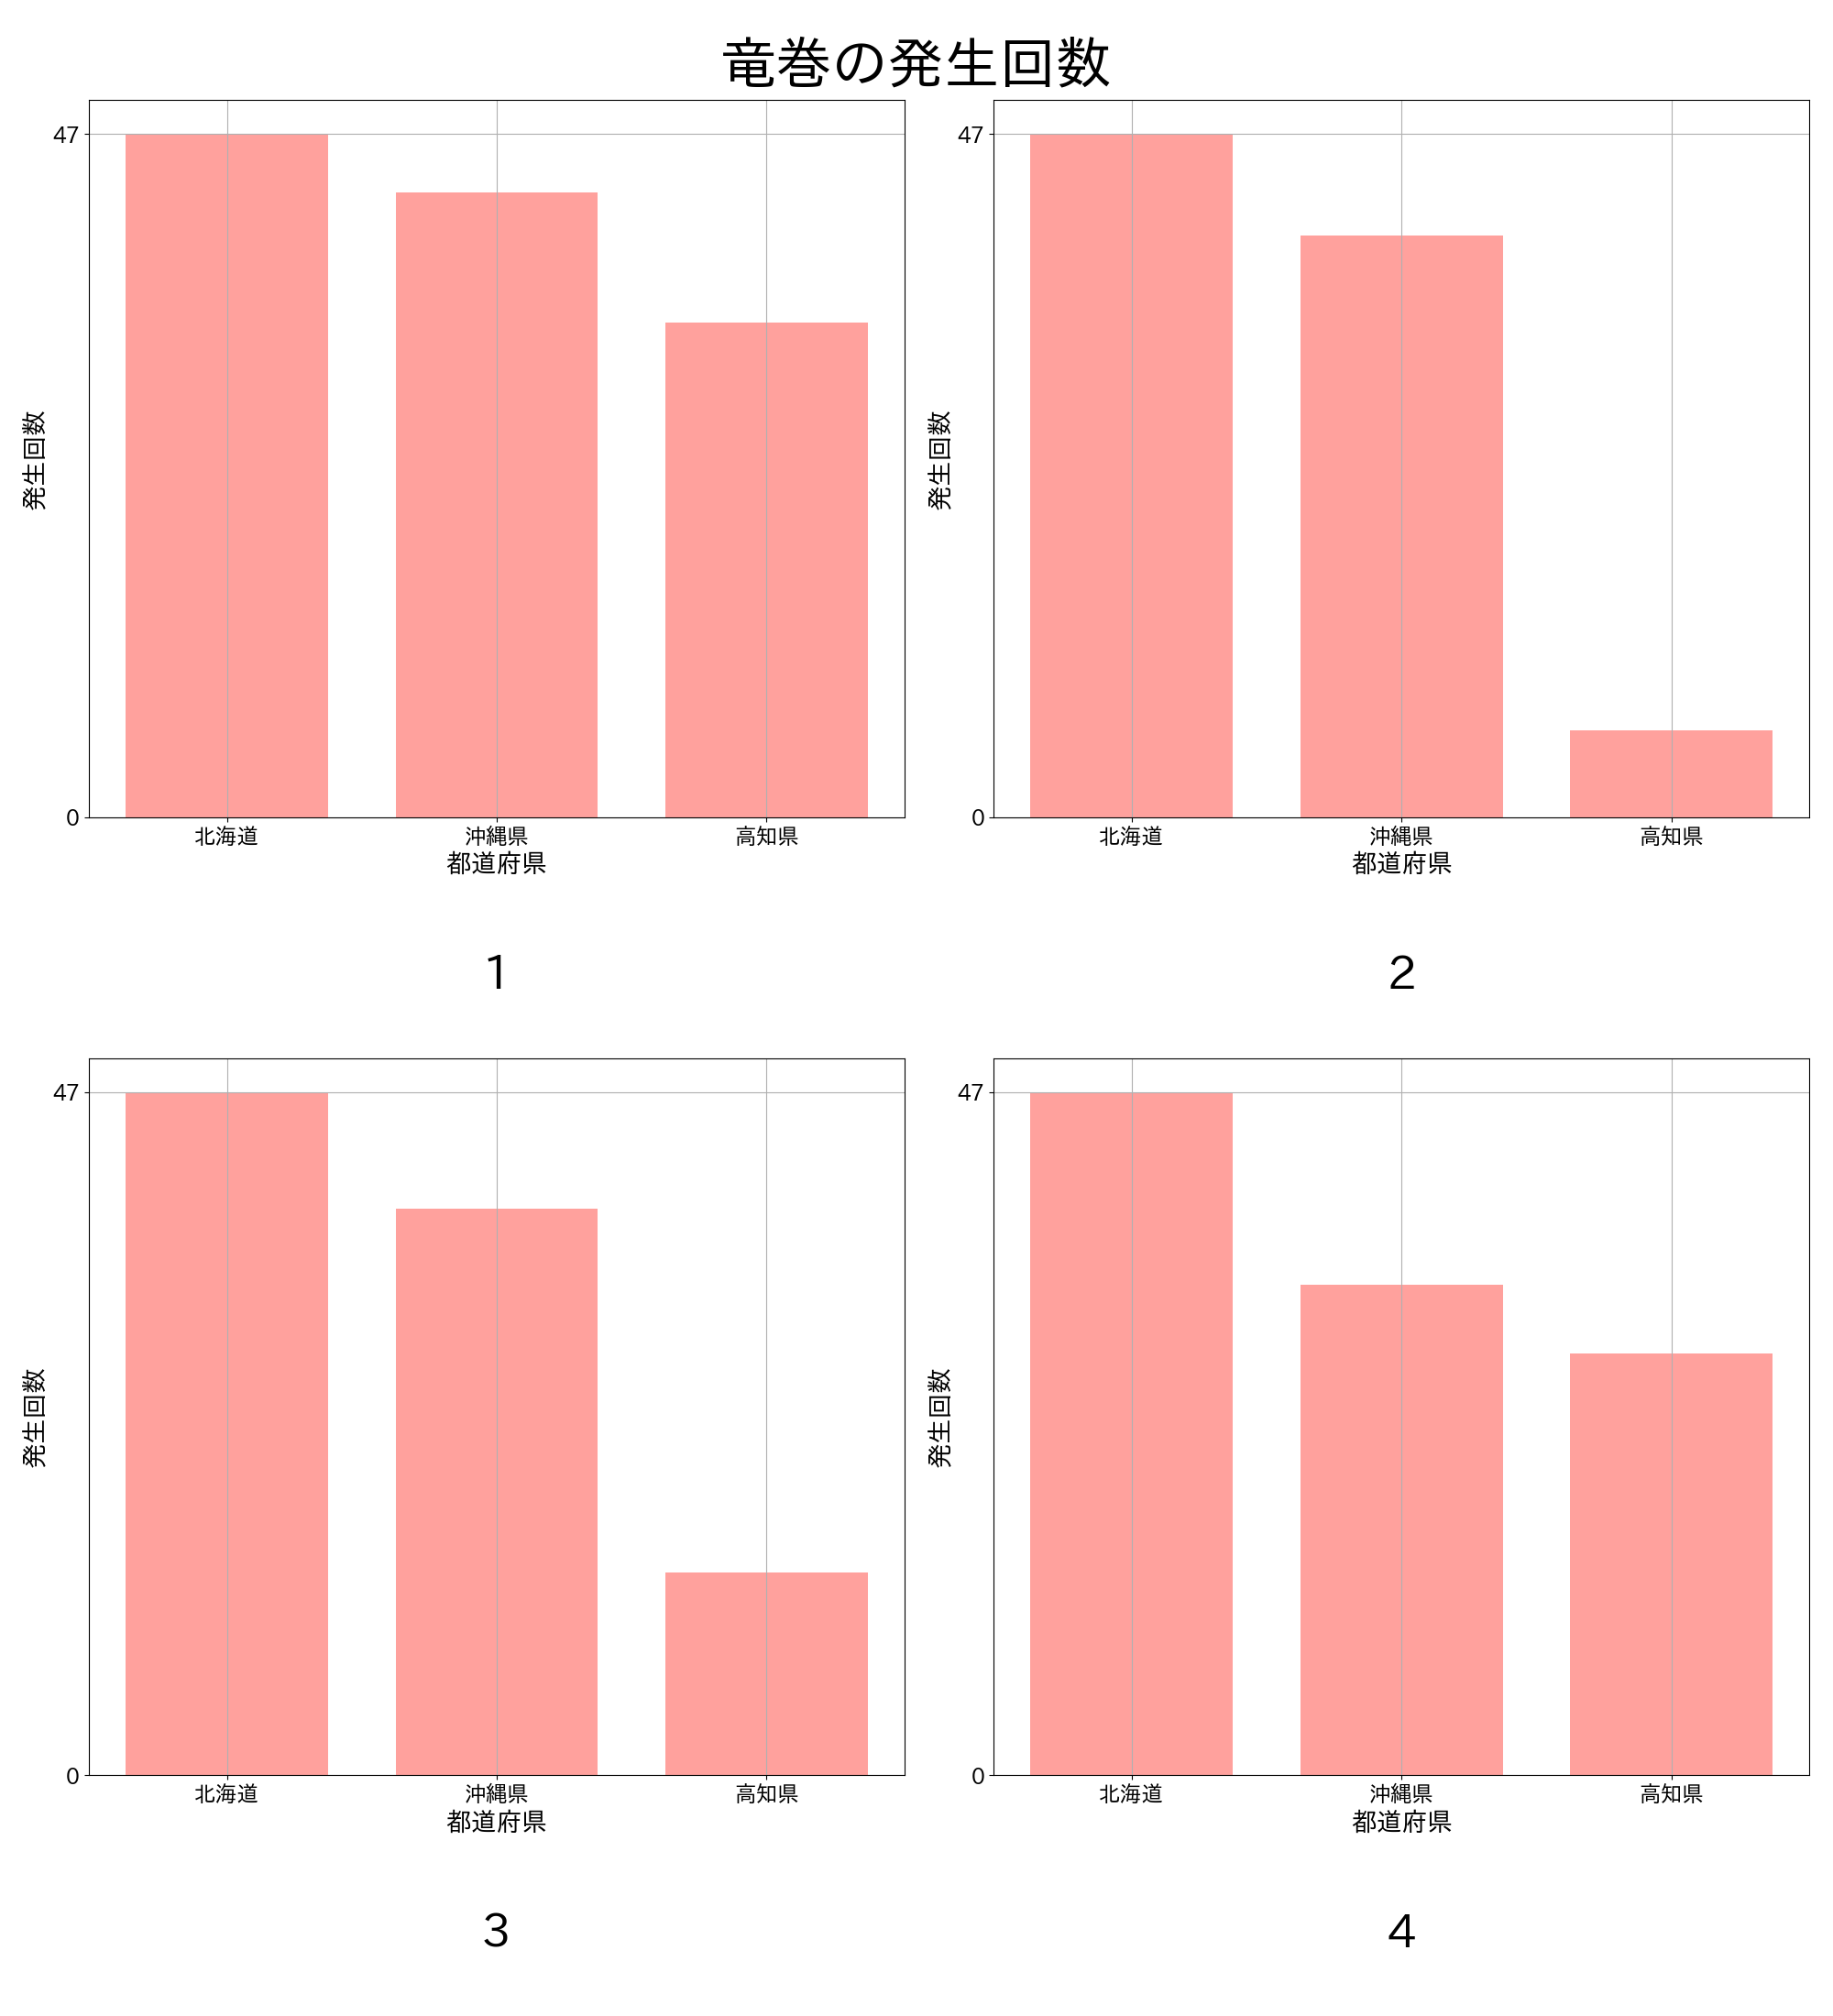 竜巻の発生回数
47
0
発生回数
北海道 沖縄県 高知県
都道府県
1
47
0
発生回数
北海道 沖縄県 高知県
都道府県
2
47
0
発生回数
北海道 沖縄県 高知県
都道府県
3
47
0
発生回数
北海道 沖縄県 高知県
都道府県
4